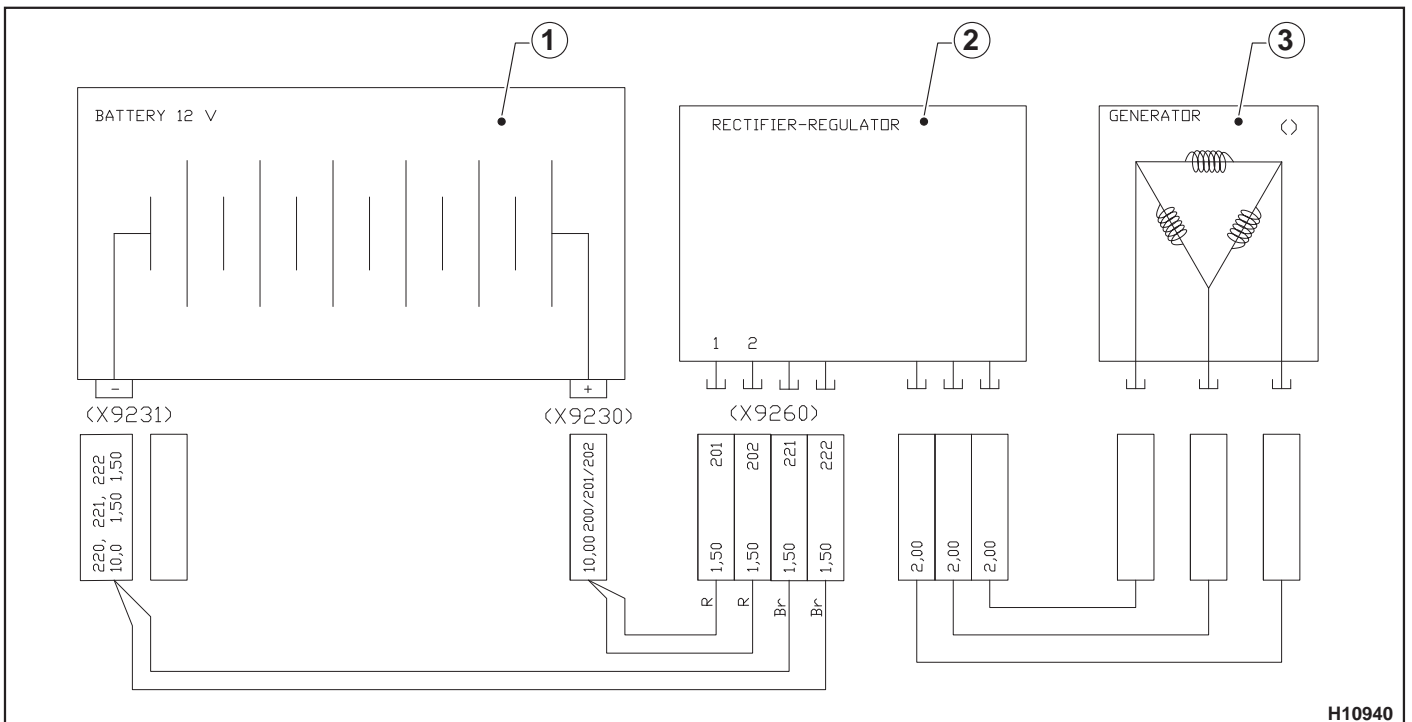 1
2
3
BATTERY 12 V
RECTIFIER-REGULATOR
GENERATOR
()
1 2
- +
(X9231)
(X9230)
(X9260)
220, 221, 222
10,0 1,50 1,50
10,00 200/201/202
1,50 201
1,50 202
1,50 221
1,50 222
2,00
2,00
2,00
R
R
Br
Br
H10940